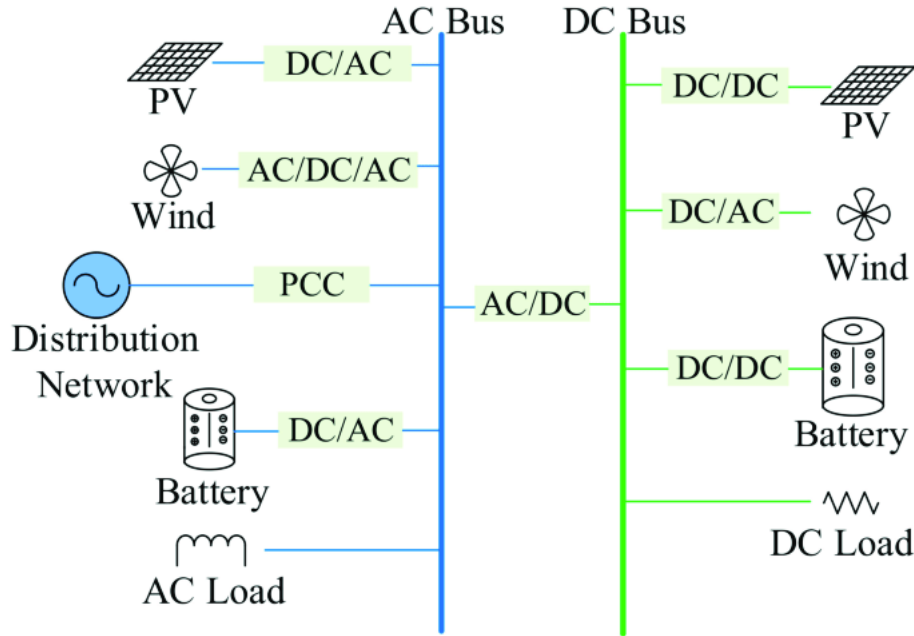 AC Bus
DC Bus
DC/AC
PV
AC/DC/AC
Wind
PCC
Distribution
Network
DC/AC
Battery
AC Load
AC/DC
DC/DC
PV
DC/AC
Wind
DC/DC
Battery
DC Load